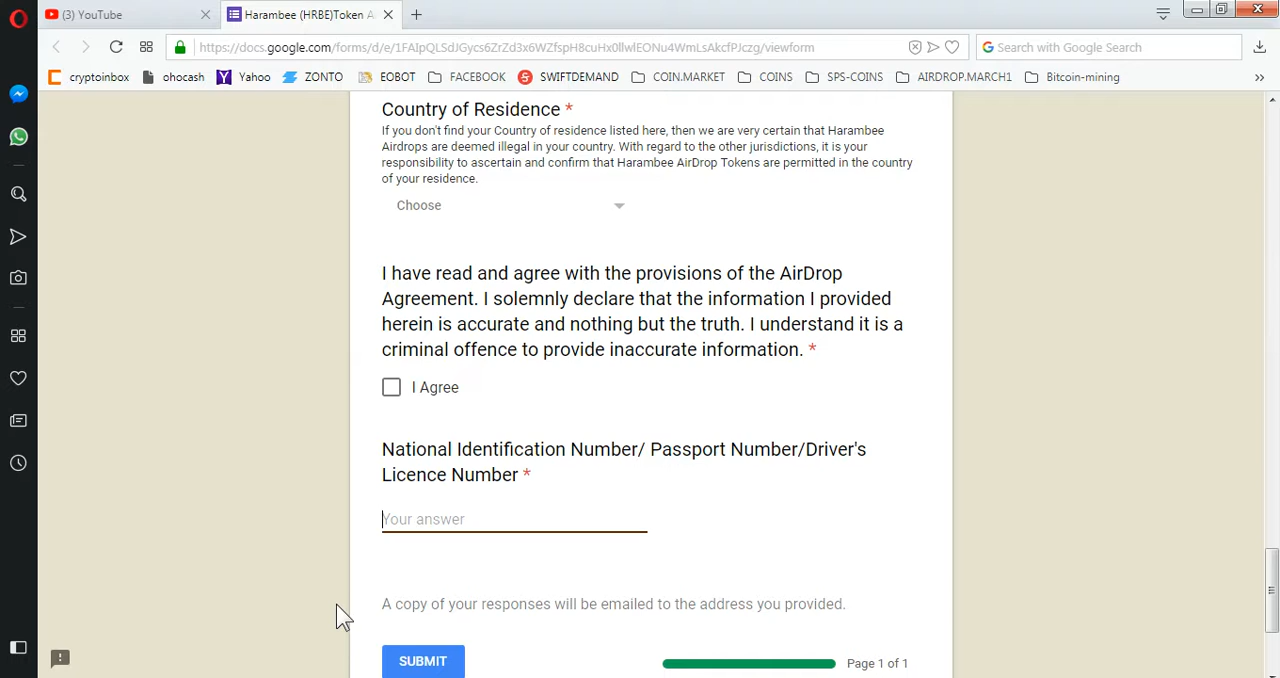 (3) YouTube
Harambee (HRBE)Token A
https://docs.google.com/forms/d/e/1FAIpQLSdJGycs6ZrZd3x6WZfspH8cuHx0llwlEONu4WmLsAkcfPJczg/viewform
Search with Google Search
cryptoinbox ohocash Yahoo ZONTO EOBOT FACEBOOK SWIFTDEMAND COIN.MARKET COINS SPS-COINS AIRDROP.MARCH1 Bitcoin-mining »
Country of Residence *
If you don't find your Country of residence listed here, then we are very certain that Harambee
Airdrops are deemed illegal in your country. With regard to the other jurisdictions, it is your
responsibility to ascertain and confirm that Harambee AirDrop Tokens are permitted in the country
of your residence.
Choose
I have read and agree with the provisions of the AirDrop
Agreement. I solemnly declare that the information I provided
herein is accurate and nothing but the truth. I understand it is a
criminal offence to provide inaccurate information. *
I Agree
National Identification Number/ Passport Number/Driver's
Licence Number *
Your answer
A copy of your responses will be emailed to the address you provided.
SUBMIT
Page 1 of 1